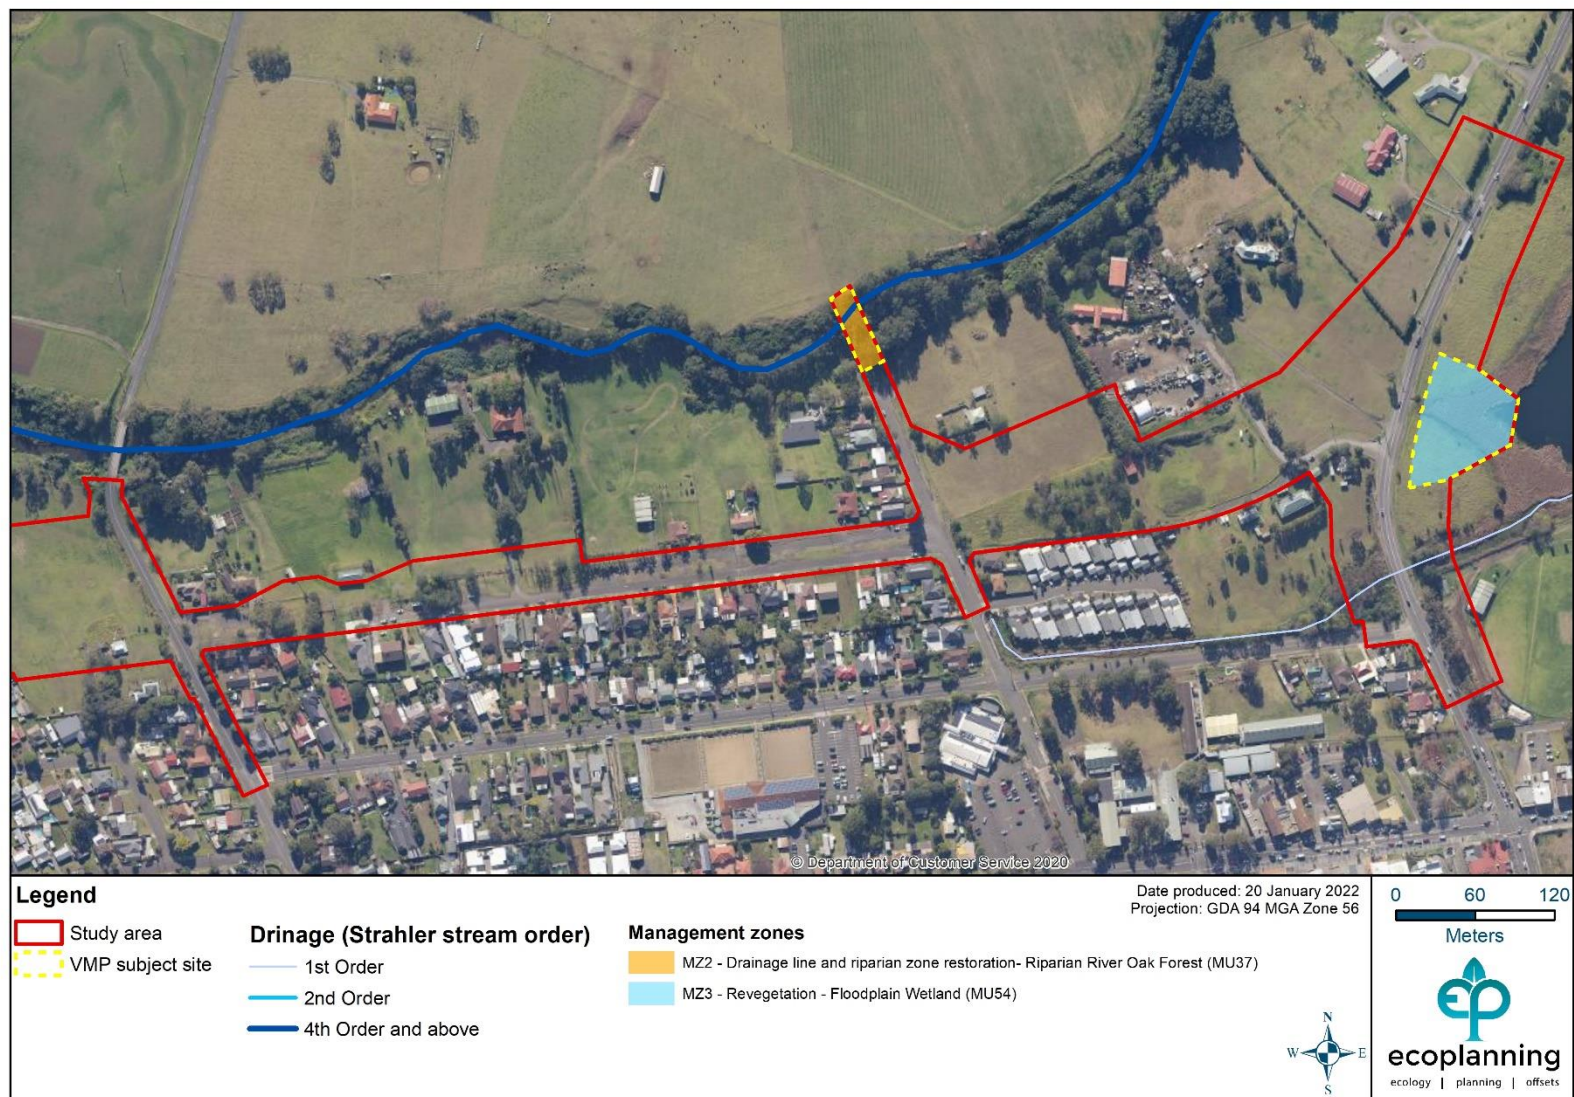 © Department of Customer Service 2020
Legend
Study area
VMP subject site
Drinage (Strahler stream order)
1st Order
2nd Order
4th Order and above
Management zones
MZ2 - Drainage line and riparian zone restoration- Riparian River Oak Forest (MU37)
MZ3 - Revegetation - Floodplain Wetland (MU54)
Date produced: 20 January 2022
Projection: GDA 94 MGA Zone 56
N
W E
S
0 60 120
Meters
ep
ecoplanning
ecology | planning | offsets